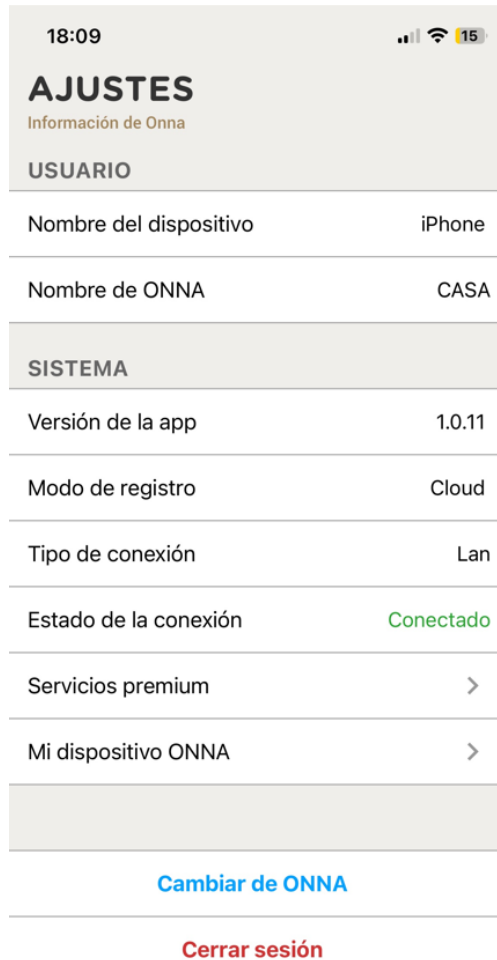 18:09
15
AJUSTES
Información de Onna
USUARIO
Nombre del dispositivo iPhone
Nombre de ONNA CASA
SISTEMA
Versión de la app 1.0.11
Modo de registro Cloud
Tipo de conexión Lan
Estado de la conexión Conectado
Servicios premium
Mi dispositivo ONNA
Cambiar de ONNA
Cerrar sesión